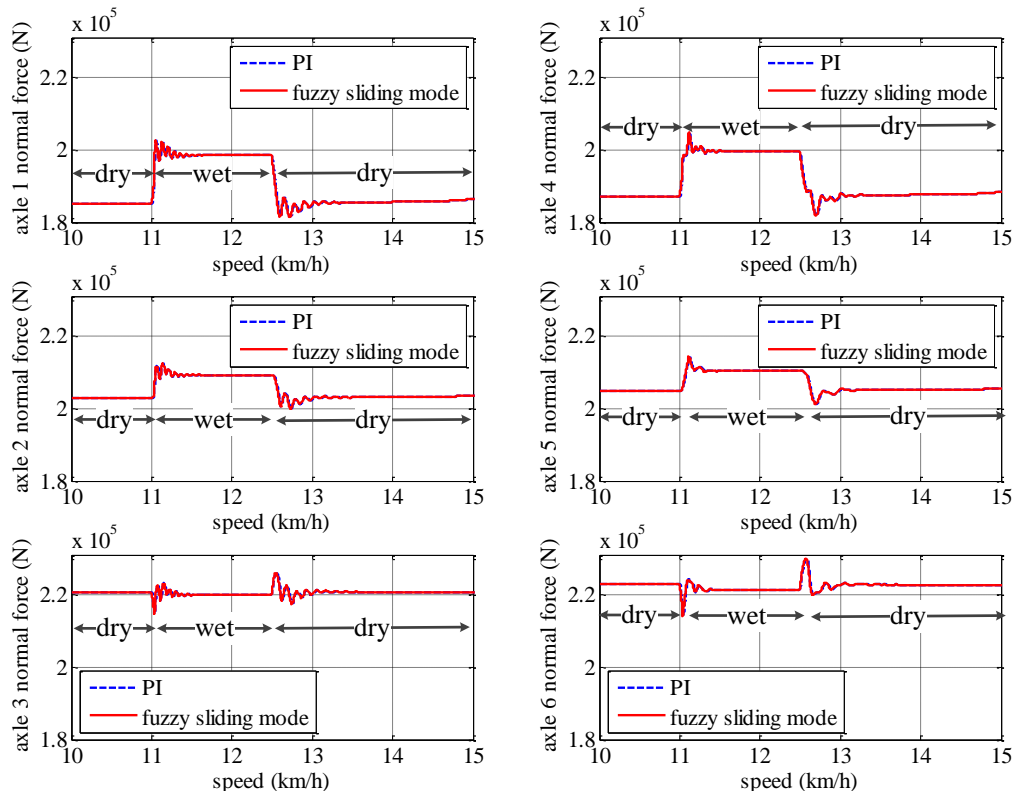 x 10^5
axle 1 normal force (N)
2.2
2
1.8
PI
fuzzy sliding mode
dry
wet
dry
10 11 12 13 14 15
speed (km/h)
x 10^5
axle 4 normal force (N)
2.2
2
1.8
PI
fuzzy sliding mode
dry
wet
dry
10 11 12 13 14 15
speed (km/h)
x 10^5
axle 2 normal force (N)
2.2
2
1.8
PI
fuzzy sliding mode
dry
wet
dry
10 11 12 13 14 15
speed (km/h)
x 10^5
axle 5 normal force (N)
2.2
2
1.8
PI
fuzzy sliding mode
dry
wet
dry
10 11 12 13 14 15
speed (km/h)
x 10^5
axle 3 normal force (N)
2.2
2
1.8
dry
wet
dry
PI
fuzzy sliding mode
10 11 12 13 14 15
speed (km/h)
x 10^5
axle 6 normal force (N)
2.2
2
1.8
dry
wet
dry
PI
fuzzy sliding mode
10 11 12 13 14 15
speed (km/h)